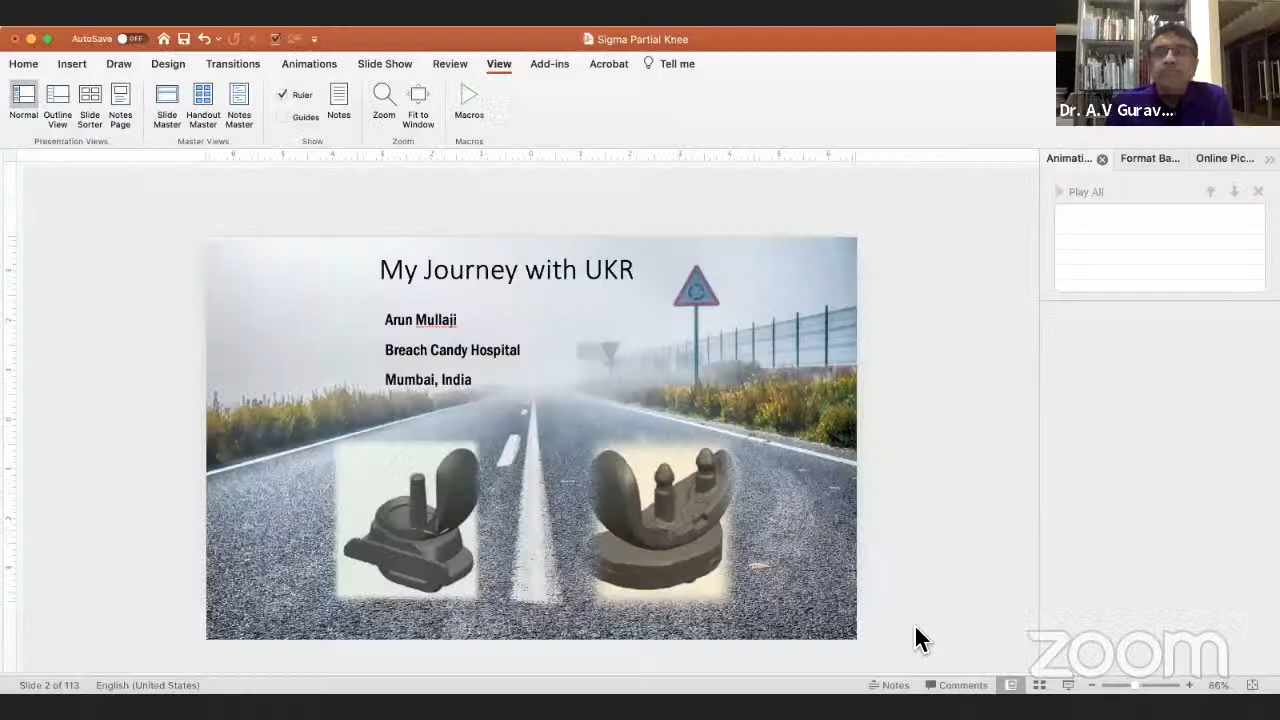 AutoSave OFF
Sigma Partial Knee
Home Insert Draw Design Transitions Animations Slide Show Review View Add-ins Acrobat Tell me
Normal
Outline View
Slide Sorter
Notes Page
Slide Master
Handout Master
Notes Master
Ruler
Guides
Notes
Zoom
Fit to Window
Macros
Presentation Views
Master Views
Show
Zoom
Macros
Dr. A.V Gurav...
Animati... Format Ba... Online Pic...
Play All
My Journey with UKR
Arun Mullaji
Breach Candy Hospital
Mumbai, India
zoom
Slide 2 of 113 English (United States) Notes Comments 86%